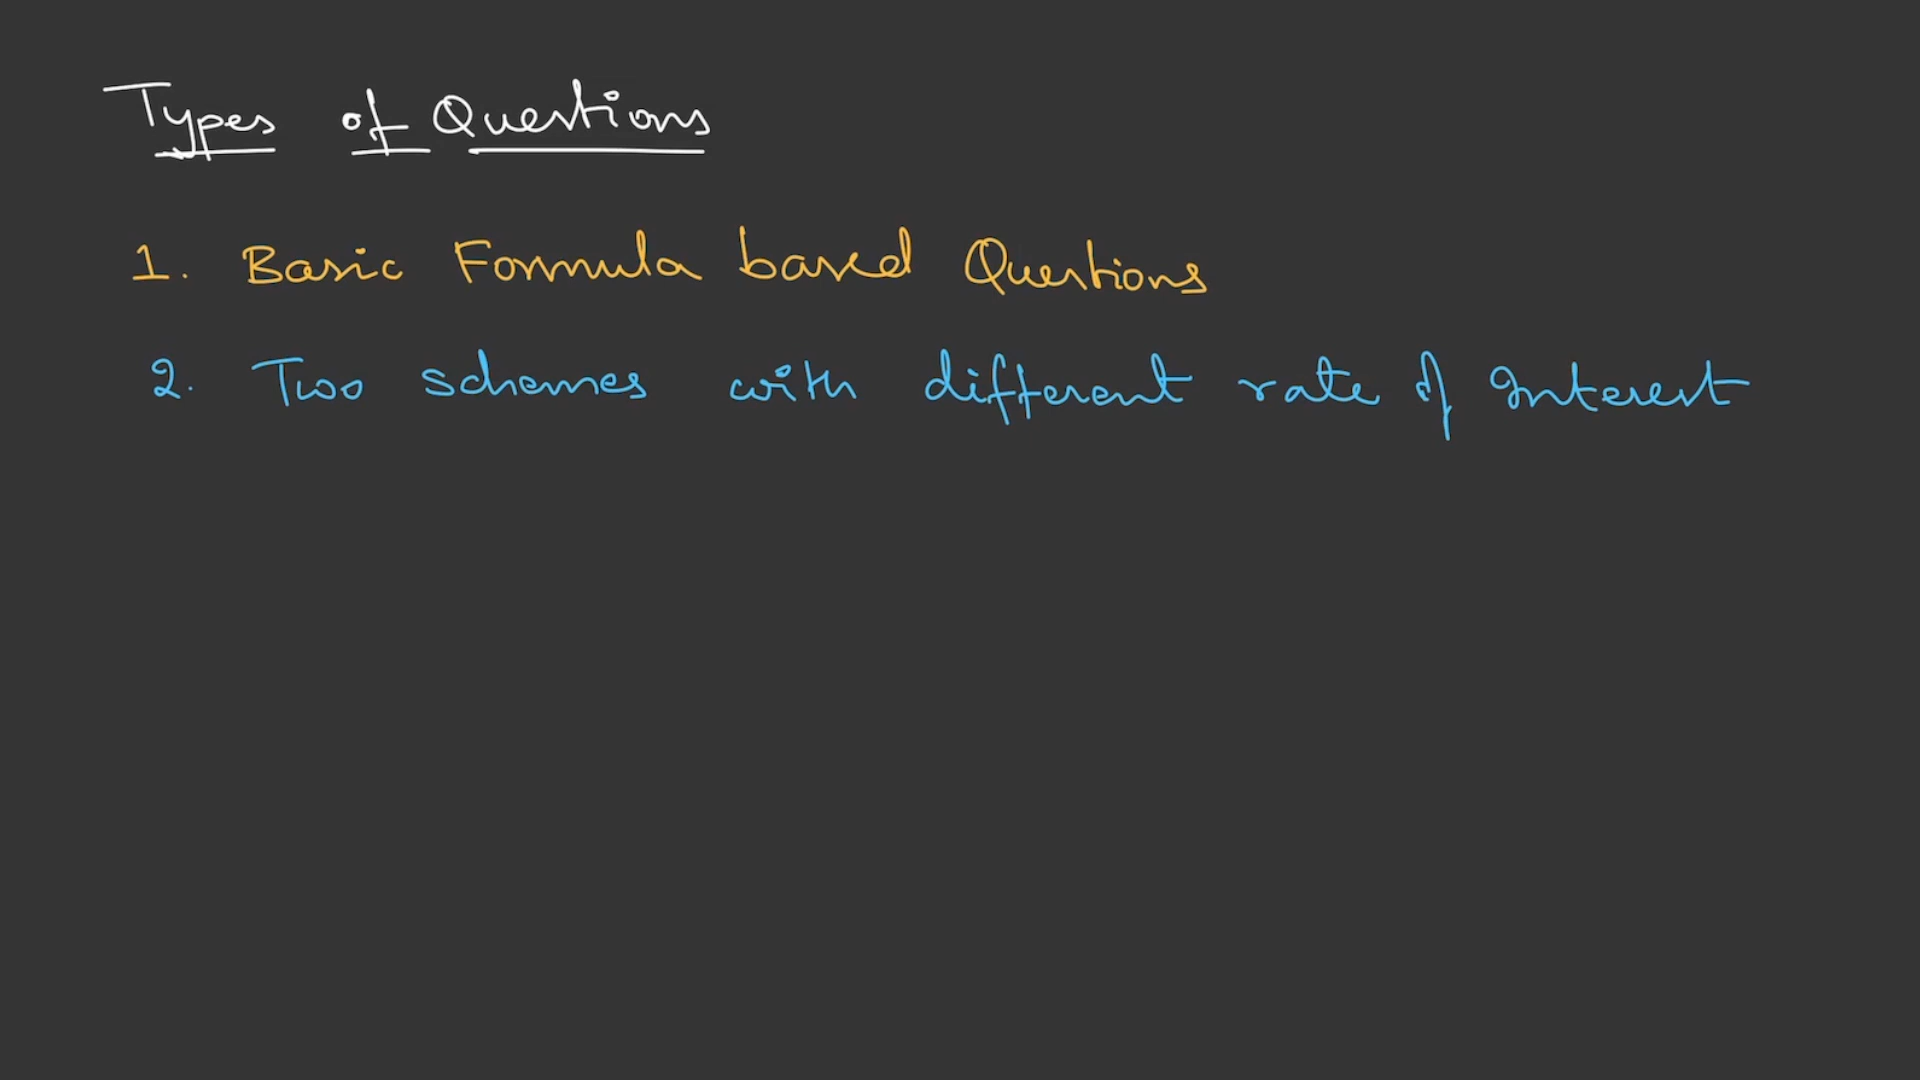 Types of Questions
1. Basic Formula based Questions
2. Two schemes with different rate of Interest